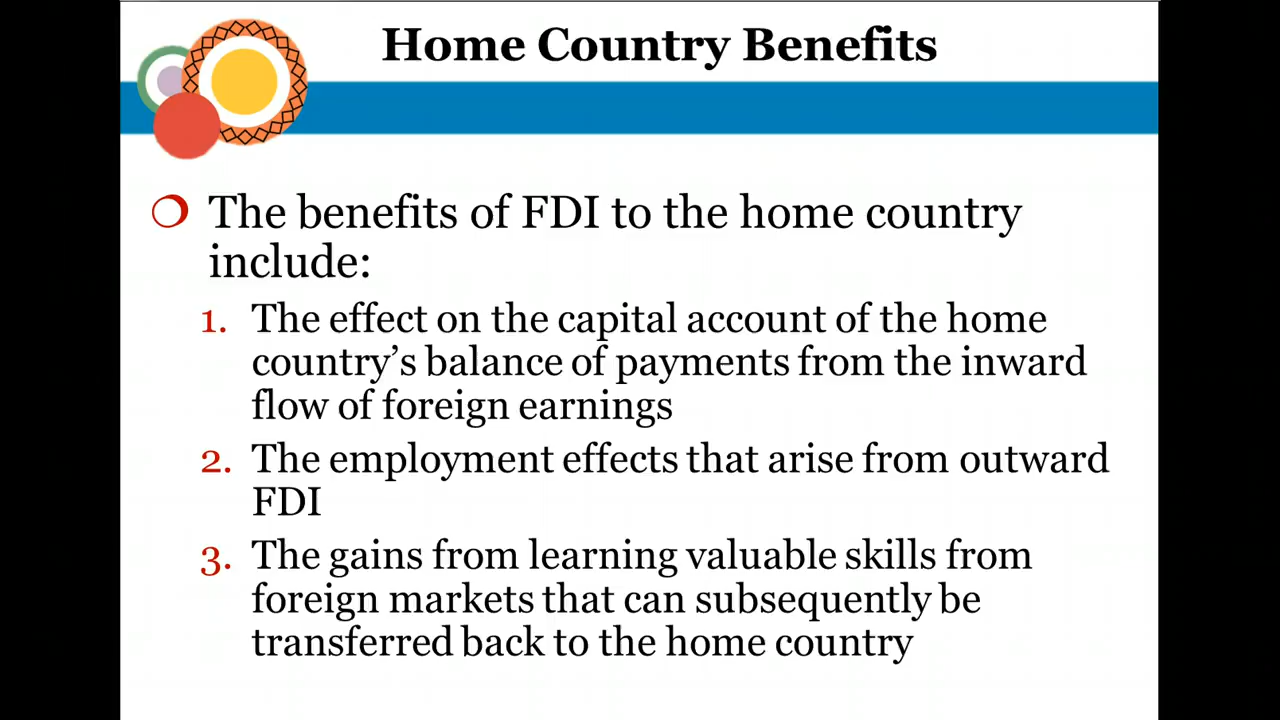 Home Country Benefits
❍ The benefits of FDI to the home country
include:
1. The effect on the capital account of the home
country’s balance of payments from the inward
flow of foreign earnings
2. The employment effects that arise from outward
FDI
3. The gains from learning valuable skills from
foreign markets that can subsequently be
transferred back to the home country